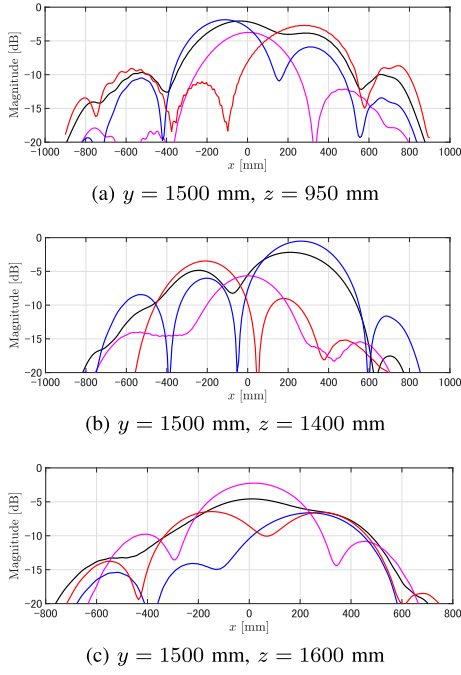 0
-5
-10
-15
-20
Magnitude [dB]
-1000 -800 -600 -400 -200 0 200 400 600 800 1000
x [mm]
(a) y = 1500 mm, z = 950 mm
0
-5
-10
-15
-20
Magnitude [dB]
-1000 -800 -600 -400 -200 0 200 400 600 800 1000
x [mm]
(b) y = 1500 mm, z = 1400 mm
0
-5
-10
-15
-20
Magnitude [dB]
-800 -600 -400 -200 0 200 400 600 800
x [mm]
(c) y = 1500 mm, z = 1600 mm